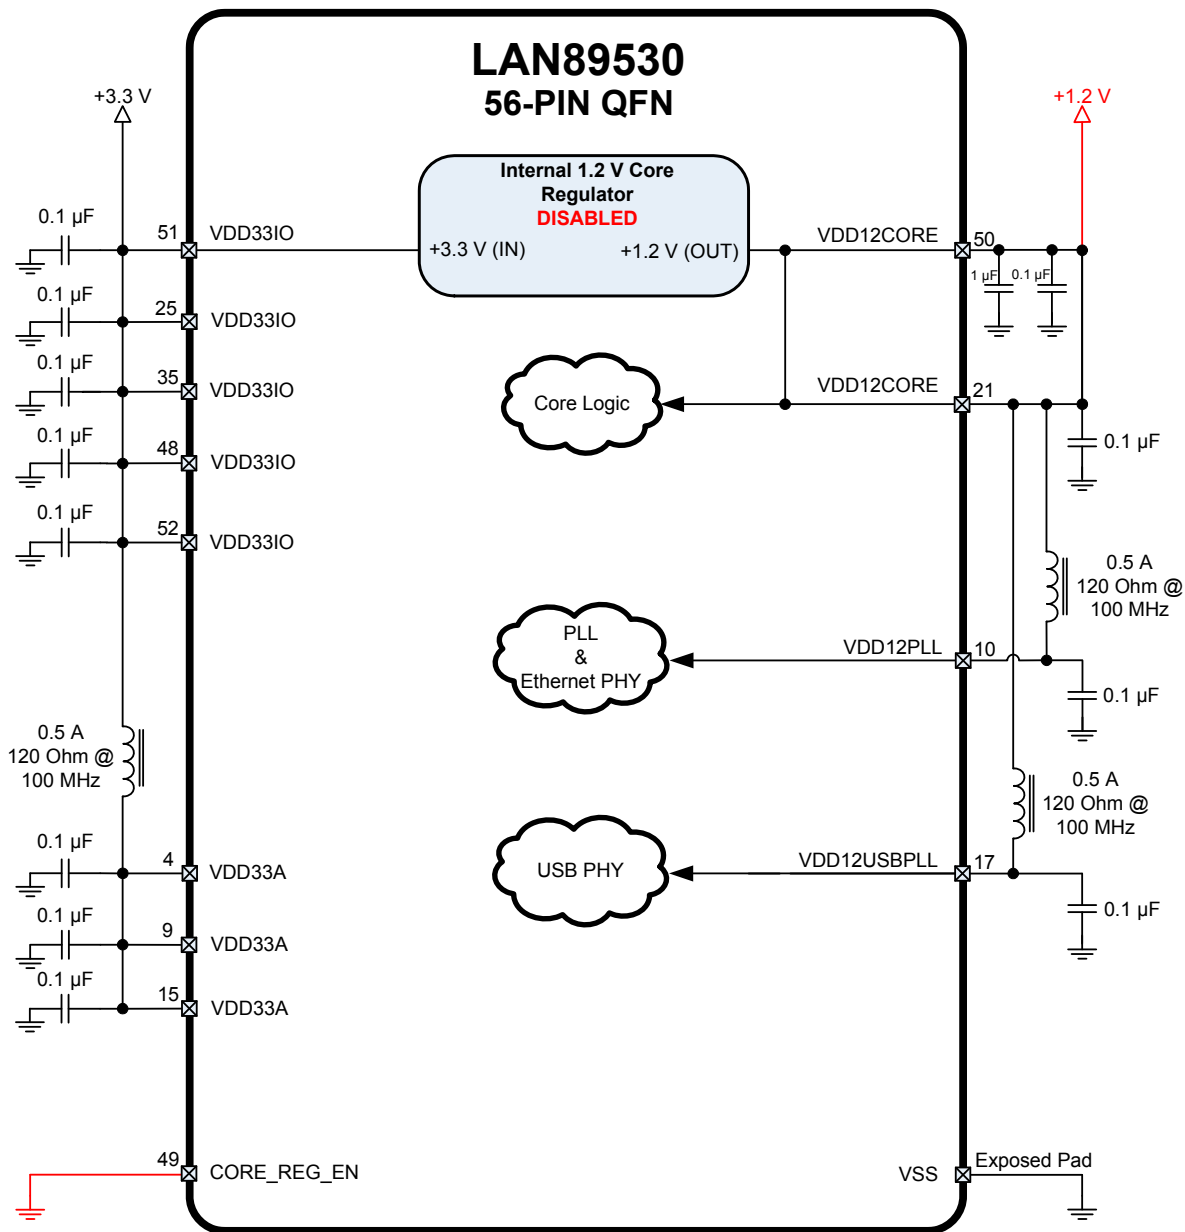 LAN89530
56-PIN QFN
+3.3 V
+1.2 V
Internal 1.2 V Core
Regulator
DISABLED
+3.3 V (IN)
+1.2 V (OUT)
0.1 µF
51
VDD33IO
VDD12CORE
50
1 µF
0.1 µF
0.1 µF
25
VDD33IO
0.1 µF
35
VDD33IO
Core Logic
VDD12CORE
21
0.1 µF
0.1 µF
48
VDD33IO
0.1 µF
52
VDD33IO
0.5 A
120 Ohm @
100 MHz
PLL
&
Ethernet PHY
VDD12PLL
10
0.1 µF
0.5 A
120 Ohm @
100 MHz
0.5 A
120 Ohm @
100 MHz
0.1 µF
4
VDD33A
USB PHY
VDD12USBPLL
17
0.1 µF
0.1 µF
9
VDD33A
0.1 µF
15
VDD33A
49
CORE_REG_EN
VSS
Exposed Pad